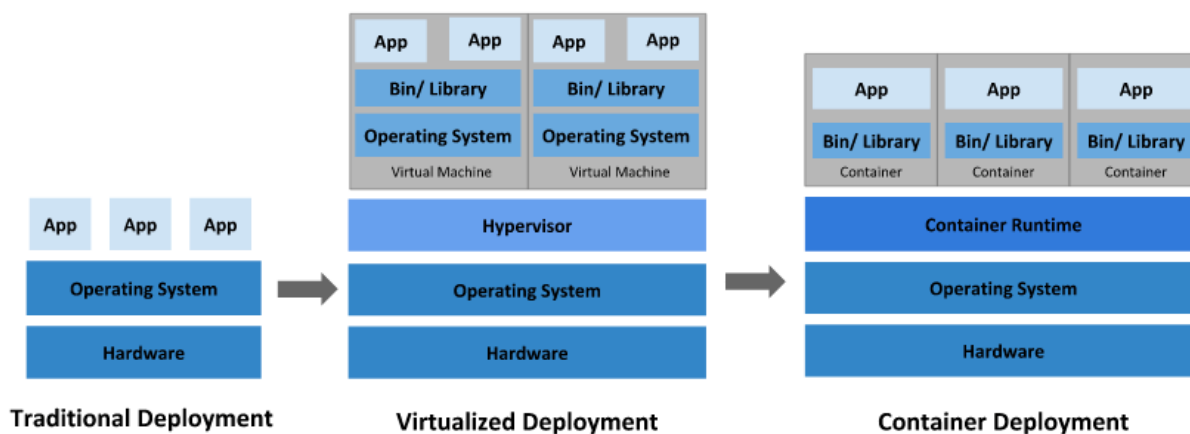 App App App
Operating System
Hardware
Traditional Deployment
App App App App
Bin/ Library Bin/ Library
Operating System Operating System
Virtual Machine Virtual Machine
Hypervisor
Operating System
Hardware
Virtualized Deployment
App App App
Bin/ Library Bin/ Library Bin/ Library
Container Container Container
Container Runtime
Operating System
Hardware
Container Deployment